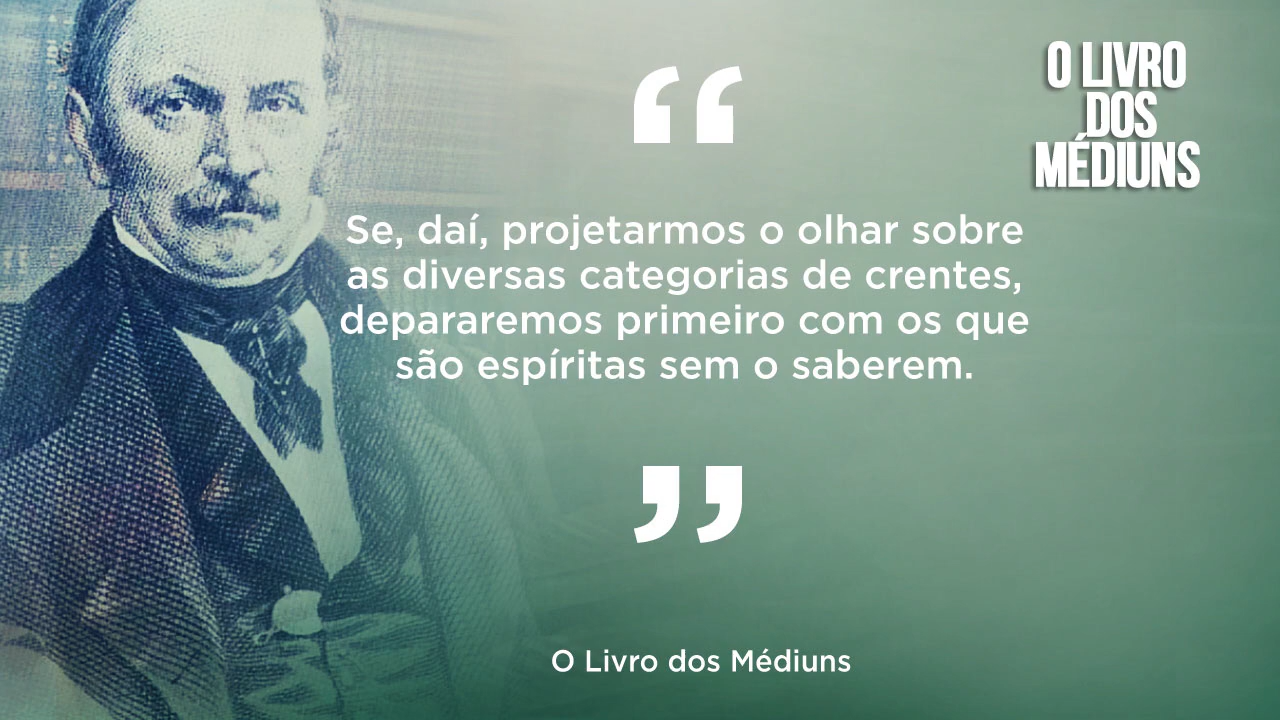 O LIVRO
DOS
MÉDIUNS
“
Se, daí, projetarmos o olhar sobre
as diversas categorias de crentes,
depararemos primeiro com os que
são espíritas sem o saberem.
”
O Livro dos Médiuns